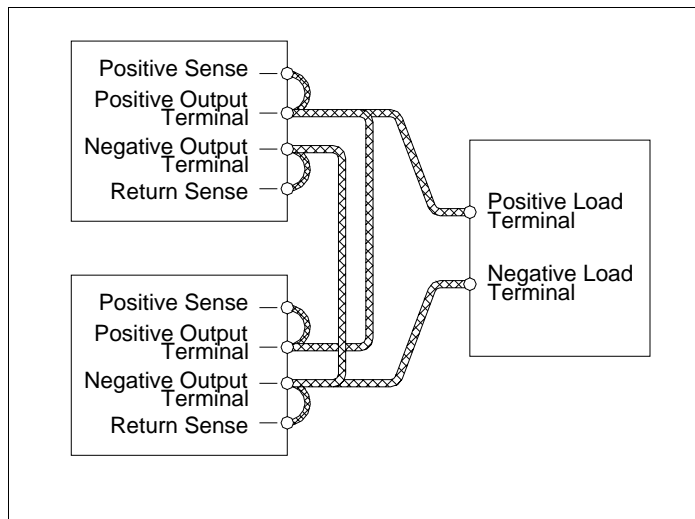 Positive Sense
Positive Output
Terminal
Negative Output
Terminal
Return Sense
Positive Load
Terminal
Negative Load
Terminal
Positive Sense
Positive Output
Terminal
Negative Output
Terminal
Return Sense